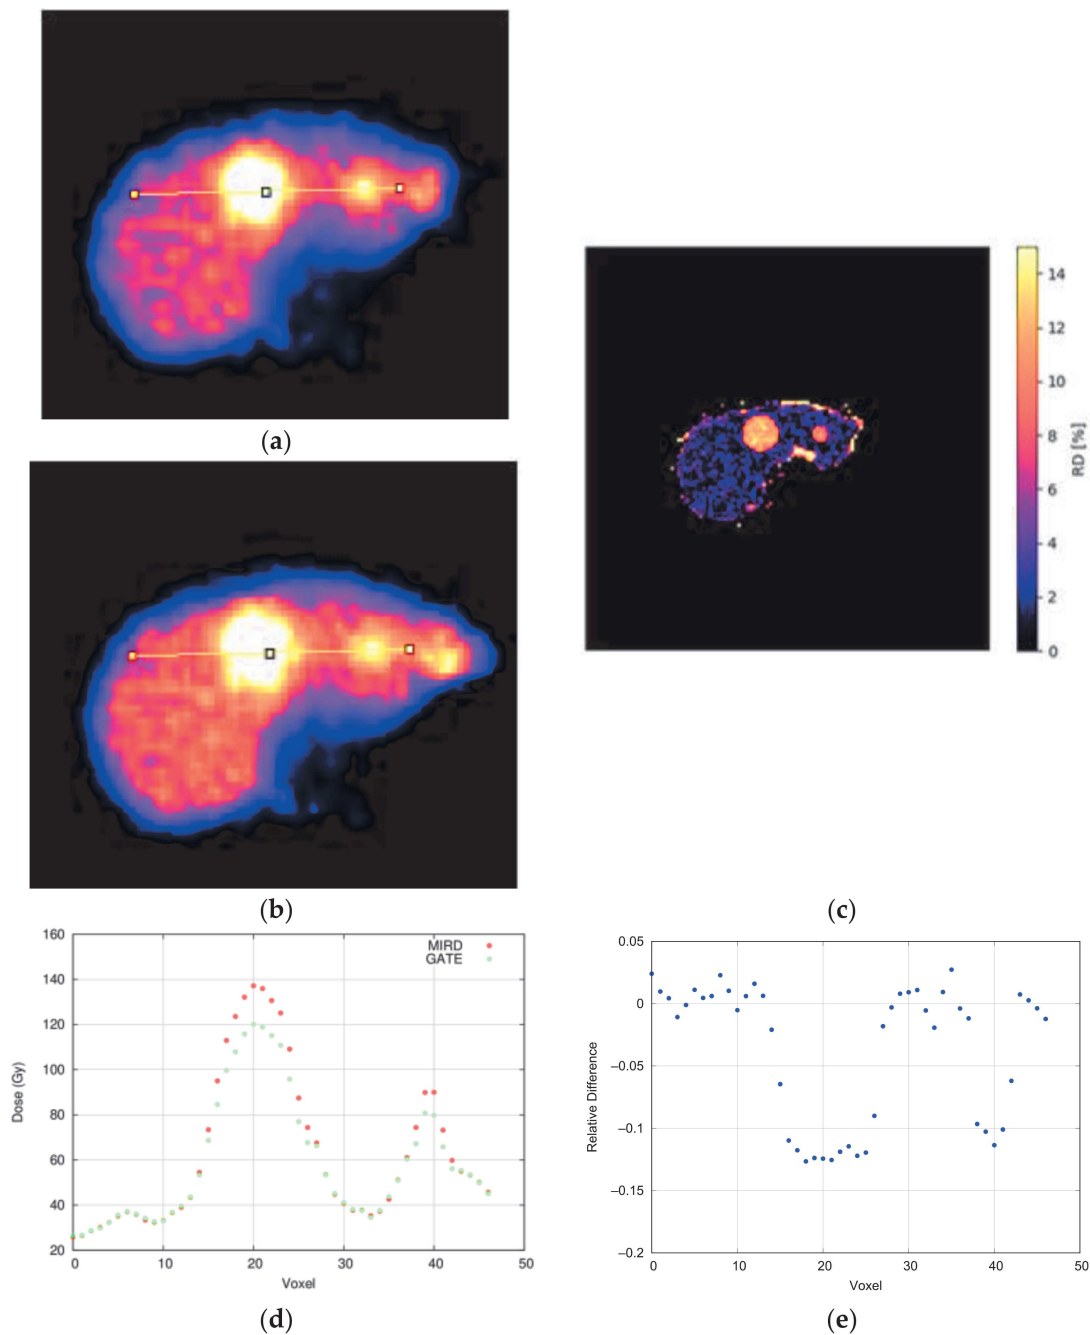 (a)
14
12
10
8
6
4
2
0
RD [%]
(b)
(c)
160
140
120
100
80
60
40
20
0
10
20
30
40
50
Dose (Gy)
Voxel
MIRD
GATE
(d)
0.05
0
–0.05
–0.1
–0.15
–0.2
0
10
20
30
40
50
Relative Difference
Voxel
(e)